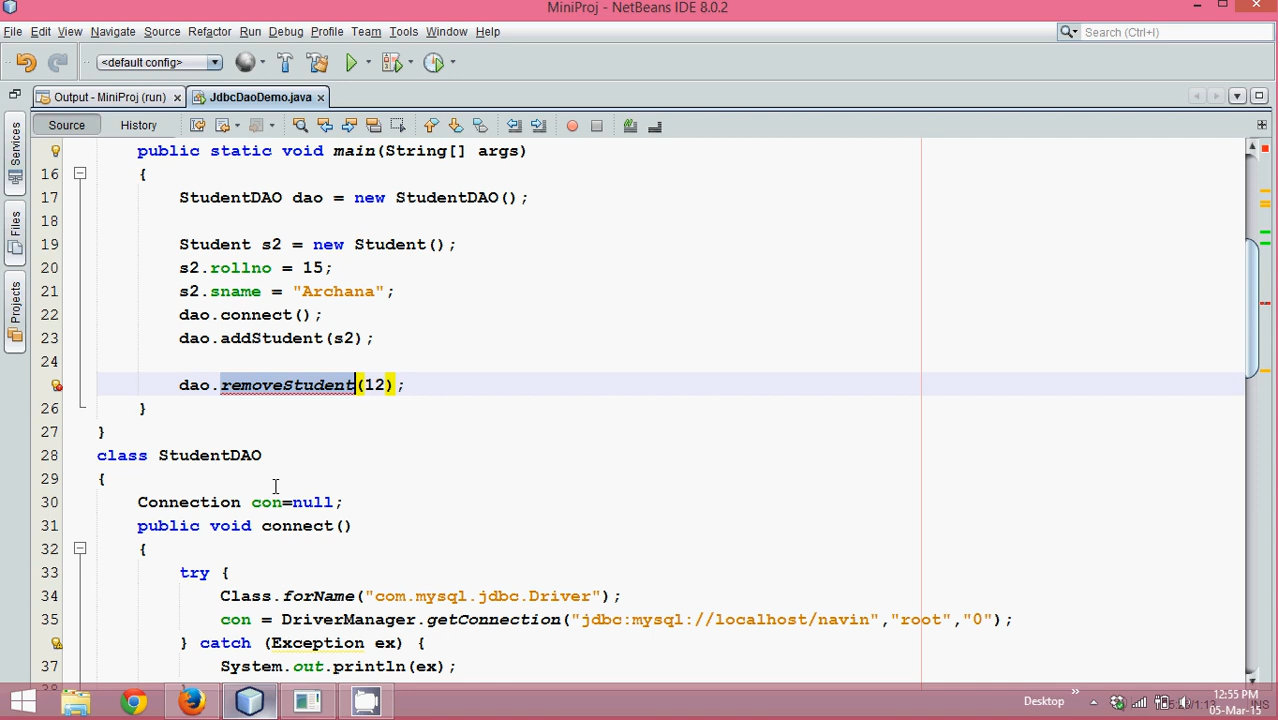 MiniProj - NetBeans IDE 8.0.2
File Edit View Navigate Source Refactor Run Debug Profile Team Tools Window Help
Search (Ctrl+I)
<default config>
Output - MiniProj (run) JdbcDaoDemo.java
Source History
Services
Files
Projects
public static void main(String[] args)
16 {
17 StudentDAO dao = new StudentDAO();
18
19 Student s2 = new Student();
20 s2.rollno = 15;
21 s2.sname = "Archana";
22 dao.connect();
23 dao.addStudent(s2);
24
dao.removeStudent(12);
26 }
27 }
28 class StudentDAO
29 {
30 Connection con=null;
31 public void connect()
32 {
33 try {
34 Class.forName("com.mysql.jdbc.Driver");
35 con = DriverManager.getConnection("jdbc:mysql://localhost/navin","root","0");
} catch (Exception ex) {
37 System.out.println(ex);
Desktop
12:55 PM
05-Mar-15
INS